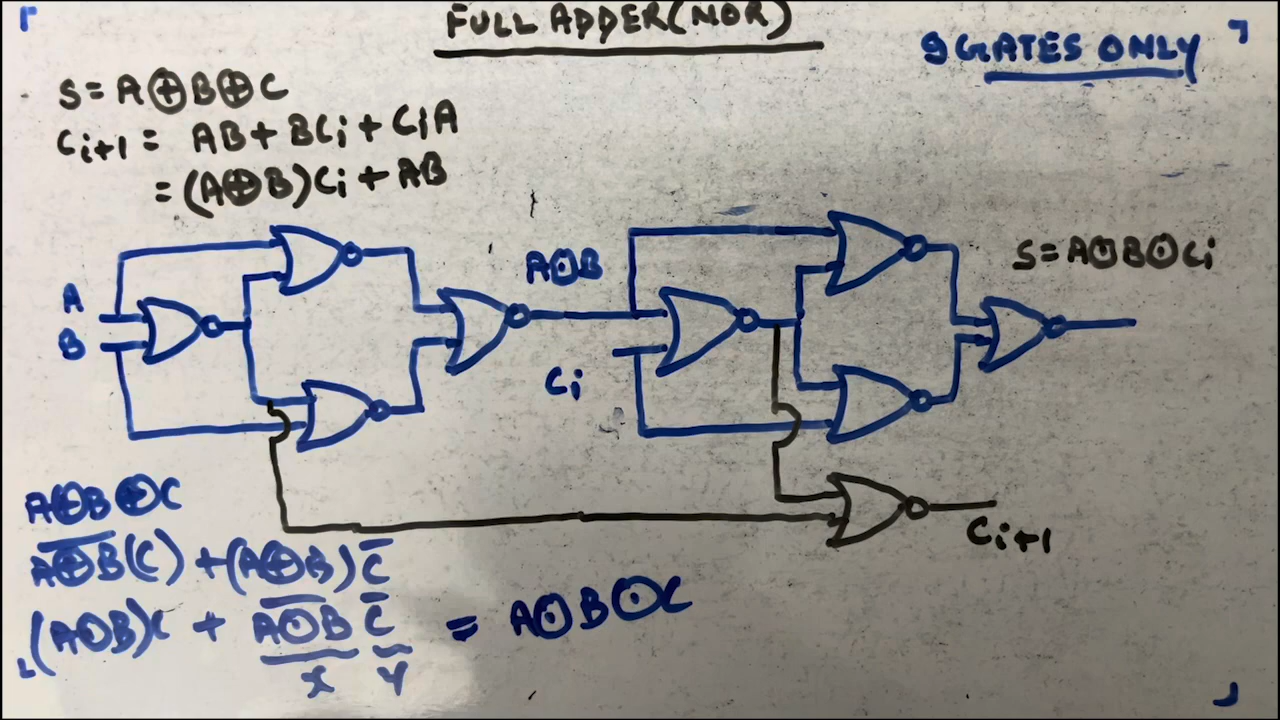 FULL ADDER(NOR)
9 GATES ONLY
S = A⊕B⊕C
Ci+1 = AB + BCi + CiA
= (A⊕B)Ci + AB
A
B
A⊙B
Ci
S = A⊙B⊙Ci
Ci+1
A⊕B⊕C
A̅⊕̅B̅(C) + (A⊕B)C̅
(A⊙B)C + A̅⊙̅B̅ C̅ = A⊙B⊙C
x y